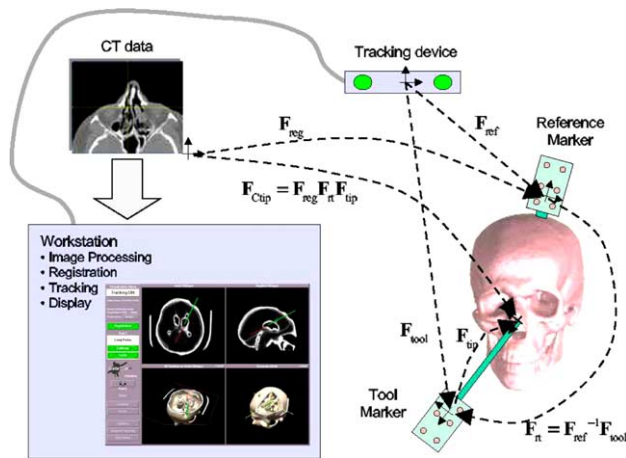 CT data
Tracking device
F_reg
F_ref
Reference
Marker
F_Ctip = F_reg F_rt F_tip
Workstation
• Image Processing
• Registration
• Tracking
• Display
F_tool
F_tip
Tool
Marker
F_rt = F_ref^-1 F_tool